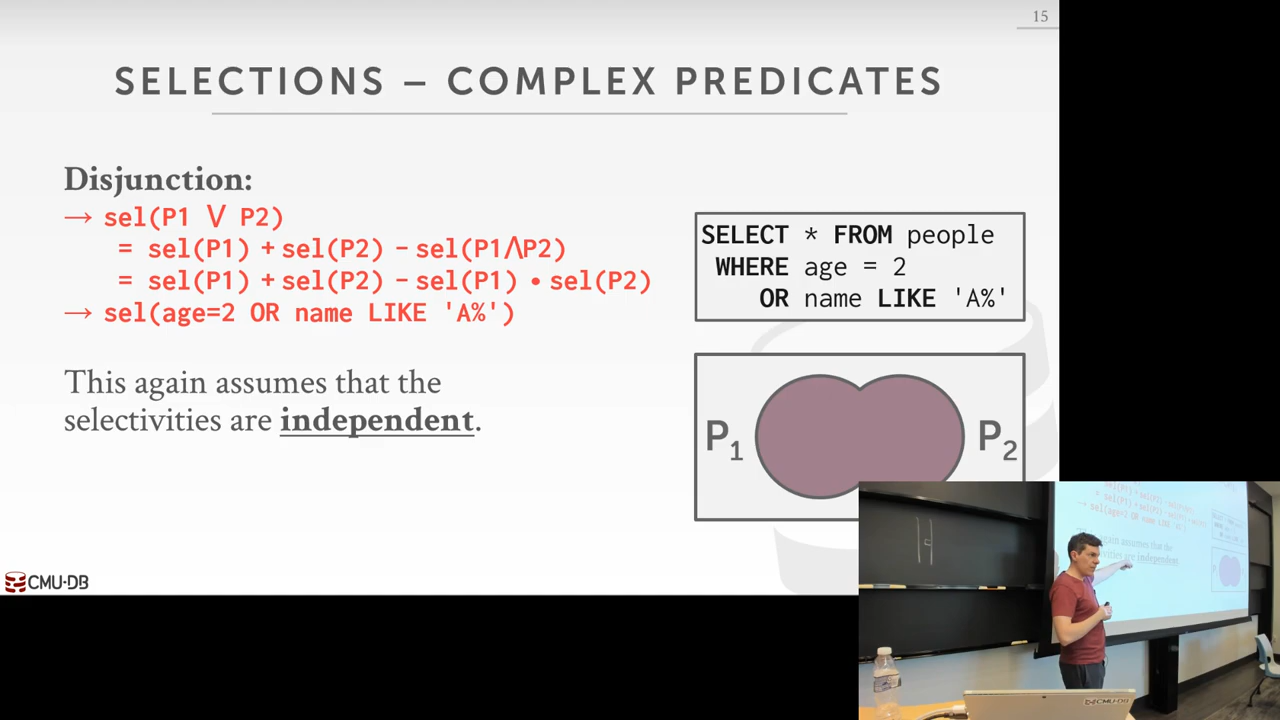 15
SELECTIONS – COMPLEX PREDICATES
Disjunction:
→ sel(P1 ⋁ P2)
= sel(P1) + sel(P2) – sel(P1⋀P2)
= sel(P1) + sel(P2) – sel(P1) • sel(P2)
→ sel(age=2 OR name LIKE 'A%')
This again assumes that the
selectivities are independent.
SELECT * FROM people
WHERE age = 2
OR name LIKE 'A%'
P1
P2
CMU·DB
CMU-DB